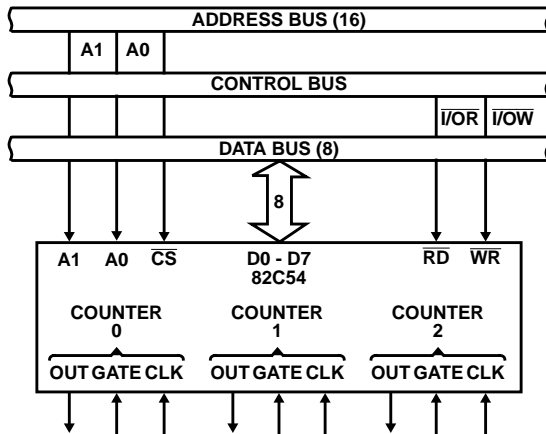 ADDRESS BUS (16)
A1 A0
CONTROL BUS
I/OR I/OW
DATA BUS (8)
8
A1 A0 CS D0 - D7 RD WR
82C54
COUNTER COUNTER COUNTER
0 1 2
OUT GATE CLK OUT GATE CLK OUT GATE CLK